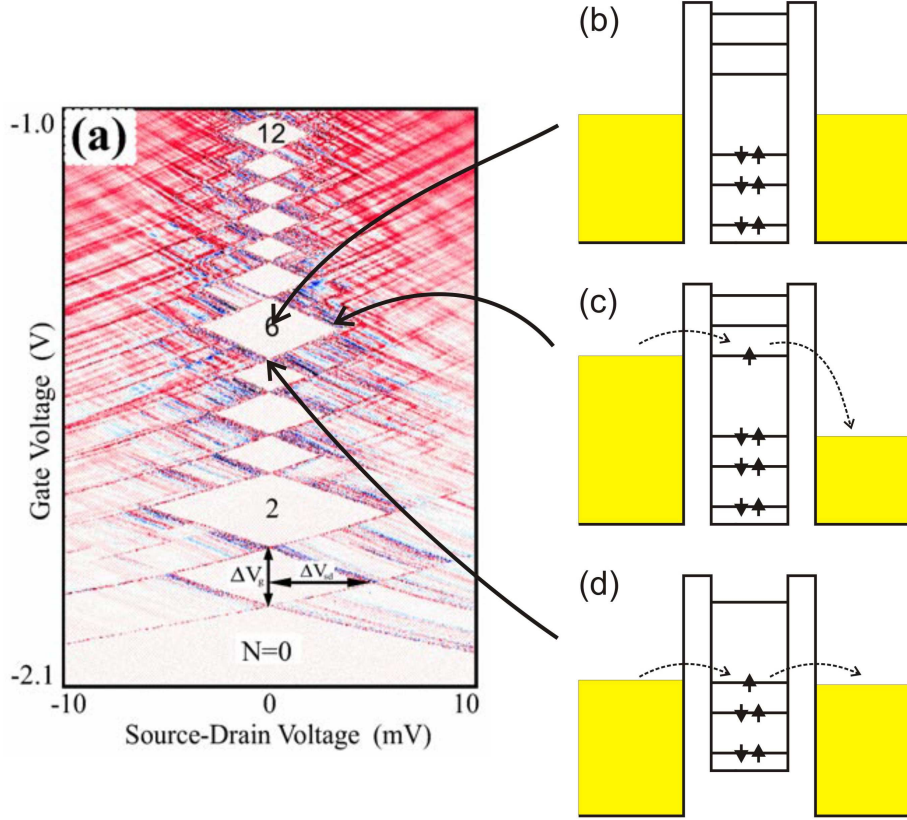 (a)
-1.0
12
6
2
ΔVg
ΔVsd
N=0
-2.1
-10
0
10
Gate Voltage (V)
Source-Drain Voltage (mV)
(b)
(c)
(d)